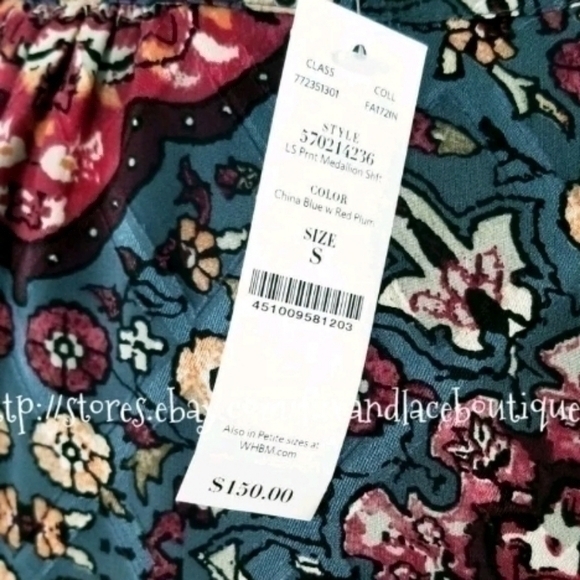 CLASS COLL
772351301 FA172IN
STYLE
570214236
LS Prnt Medallion Shft
COLOR
China Blue w Red Plum
SIZE
S
451009581203
tp://stores.ebay andlaceboutique
Also in Petite sizes at
WHBM.com
$150.00